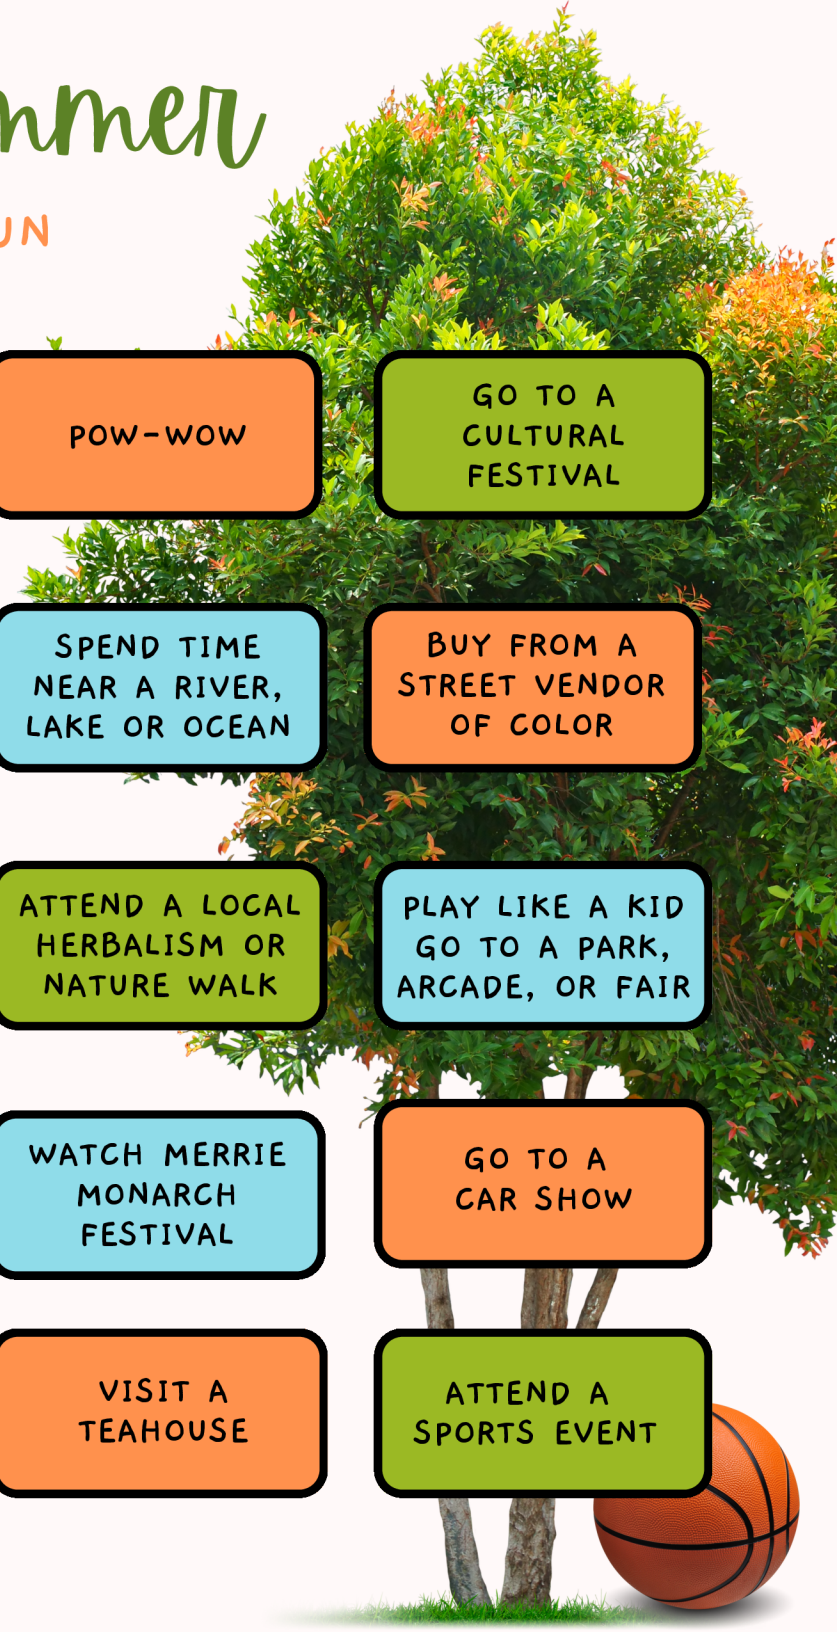 mmer
UN
POW-WOW
GO TO A
CULTURAL
FESTIVAL
SPEND TIME
NEAR A RIVER,
LAKE OR OCEAN
BUY FROM A
STREET VENDOR
OF COLOR
ATTEND A LOCAL
HERBALISM OR
NATURE WALK
PLAY LIKE A KID
GO TO A PARK,
ARCADE, OR FAIR
WATCH MERRIE
MONARCH
FESTIVAL
GO TO A
CAR SHOW
VISIT A
TEAHOUSE
ATTEND A
SPORTS EVENT